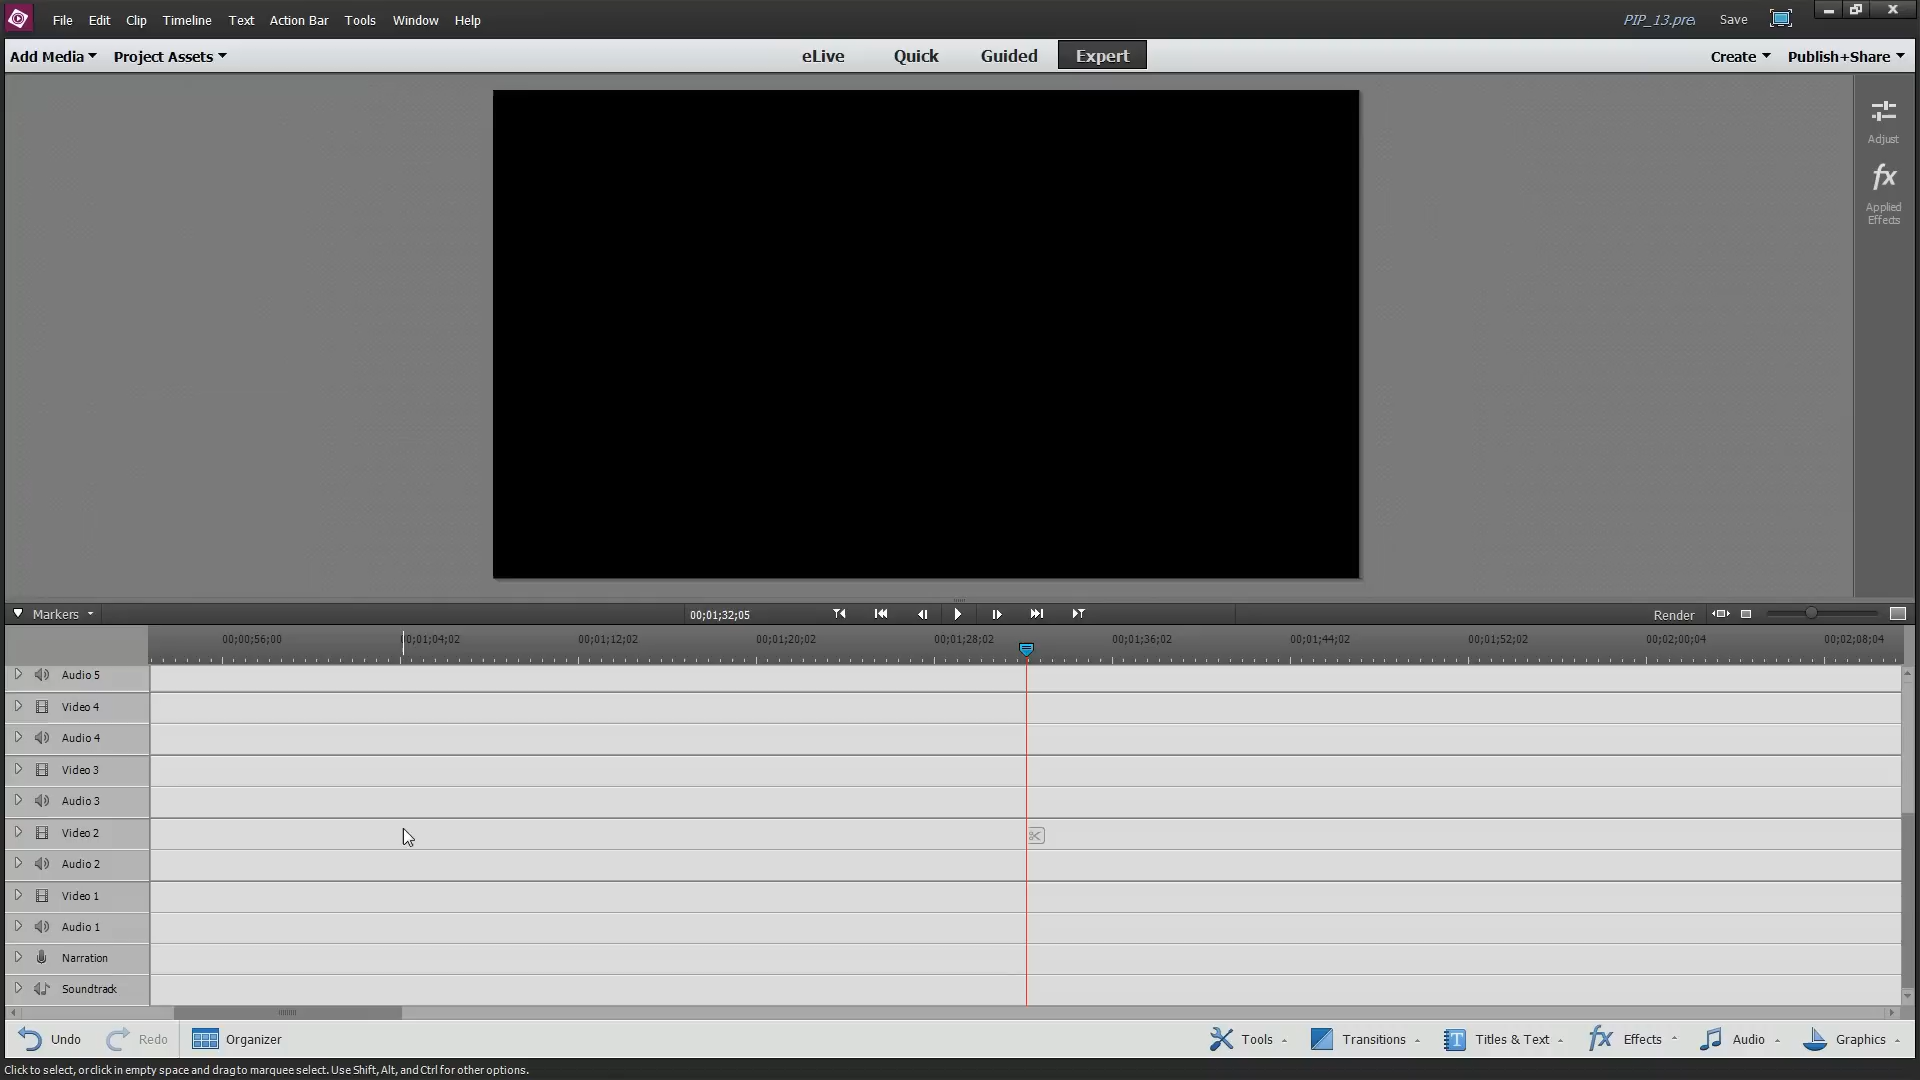 File Edit Clip Timeline Text Action Bar Tools Window Help PIP_13.prel Save
Add Media Project Assets eLive Quick Guided Expert Create Publish+Share
Adjust
fx
Applied
Effects
Markers 00;01;32;05 Render
00;00;56;00 00;01;04;02 00;01;12;02 00;01;20;02 00;01;28;02 00;01;36;02 00;01;44;02 00;01;52;02 00;02;00;04 00;02;08;04
Audio 5
Video 4
Audio 4
Video 3
Audio 3
Video 2
Audio 2
Video 1
Audio 1
Narration
Soundtrack
Undo Redo Organizer Tools Transitions T Titles & Text fx Effects Audio Graphics
Click to select, or click in empty space and drag to marquee select. Use Shift, Alt, and Ctrl for other options.